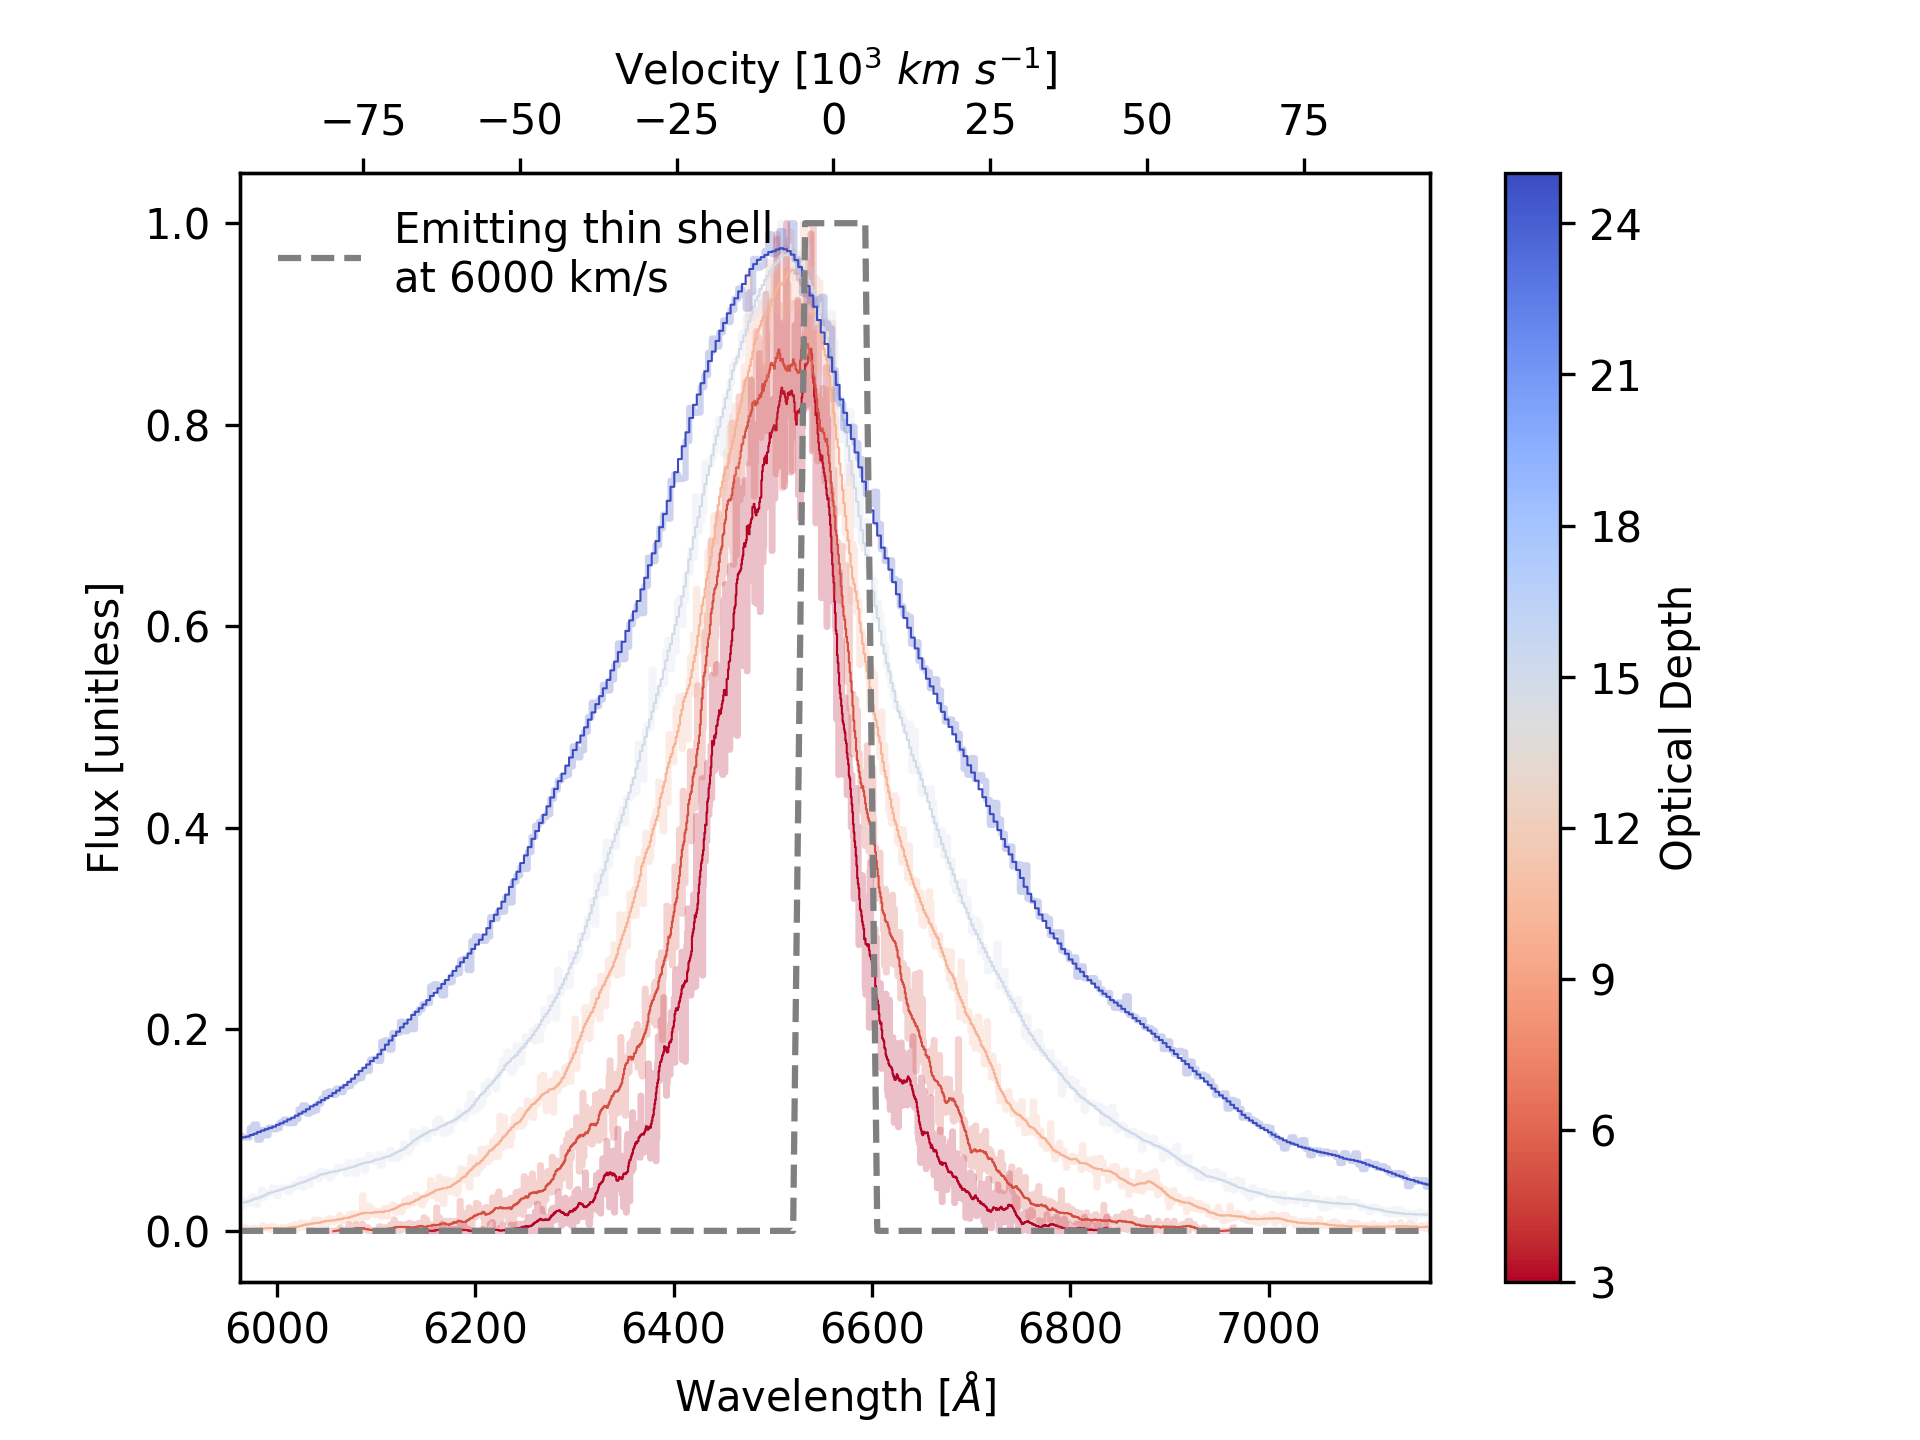 Velocity [10³ km s⁻¹]
−75 −50 −25 0 25 50 75
Emitting thin shell
at 6000 km/s
1.0
0.8
0.6
0.4
0.2
0.0
Flux [unitless]
6000 6200 6400 6600 6800 7000
Wavelength [Å]
24
21
18
15
12
9
6
3
Optical Depth